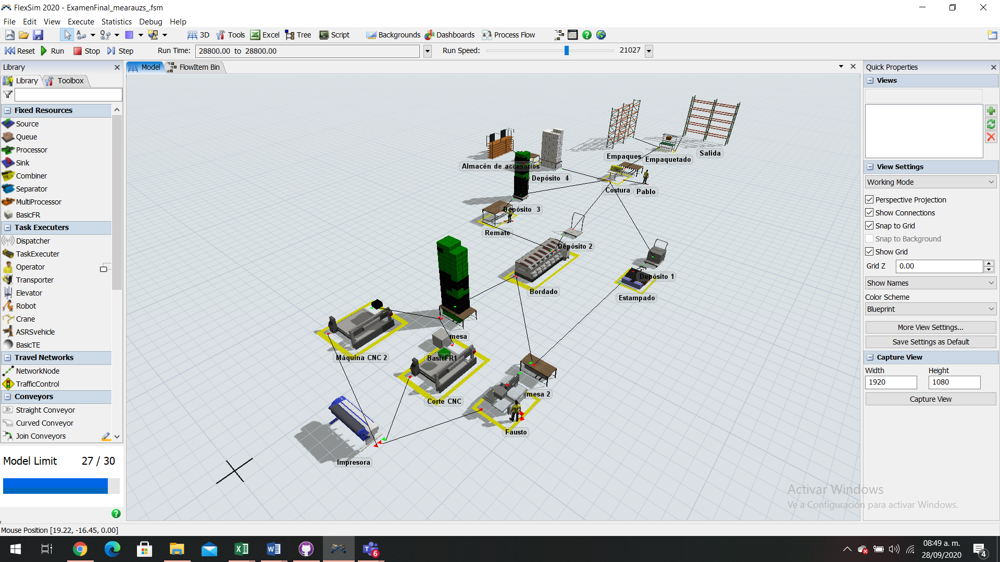 FlexSim 2020 - ExamenFinal_mearauzs_.fsm
File Edit View Execute Statistics Debug Help
3D Tools Excel Tree Script Backgrounds Dashboards Process Flow
Reset Run Stop Step Run Time: 28800.00 to 28800.00 Run Speed: 21027
Library
Library Toolbox
Fixed Resources
Source
Queue
Processor
Sink
Combiner
Separator
MultiProcessor
BasicFR
Task Executers
Dispatcher
TaskExecuter
Operator
Transporter
Elevator
Robot
Crane
ASRSvehicle
BasicTE
Travel Networks
NetworkNode
TrafficControl
Conveyors
Straight Conveyor
Curved Conveyor
Join Conveyors
Model Limit 27 / 30
Mouse Position [19.22, -16.45, 0.00]
Model FlowItem Bin
Salida
Empaques
Empaquetado
Almacén de accesorios
Depósito 4
Costura
Pablo
Depósito 3
Remate
Depósito 2
Depósito 1
Bordado
Estampado
mesa
Máquina CNC 2
BasicFR1
mesa 2
Corte CNC
Fausto
Impresora
Quick Properties
Views
View Settings
Working Mode
Perspective Projection
Show Connections
Snap to Grid
Snap to Background
Show Grid
Grid Z 0.00
Show Names
Color Scheme
Blueprint
More View Settings...
Save Settings as Default
Capture View
Width Height
1920 1080
Capture View
Activar Windows
Ve a Configuración para activar Windows.
6
08:49 a. m.
28/09/2020
4